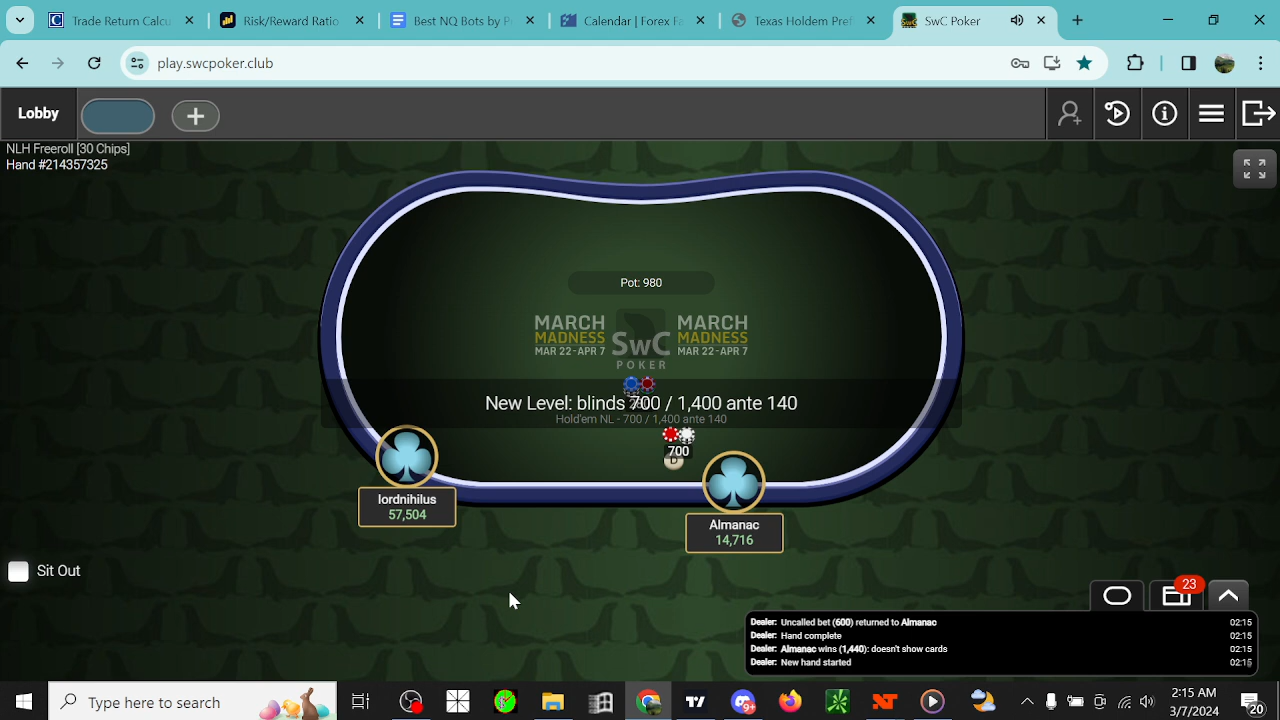 Trade Return Calcu
Risk/Reward Ratio
Best NQ Bots by P
Calendar | Forex Fa
Texas Holdem Pref
SwC Poker
play.swcpoker.club
Lobby
NLH Freeroll [30 Chips]
Hand #214357325
Pot: 980
MARCH MADNESS MAR 22-APR 7
SwC POKER
MARCH MADNESS MAR 22-APR 7
New Level: blinds 700 / 1,400 ante 140
Hold'em NL - 700 / 1,400 ante 140
700
D
lordnihilus
57,504
Almanac
14,716
Sit Out
23
Dealer: Uncalled bet (600) returned to Almanac 02:15
Dealer: Hand complete 02:15
Dealer: Almanac wins (1,440): doesn't show cards 02:15
Dealer: New hand started 02:15
Type here to search
9+
2:15 AM
3/7/2024
20